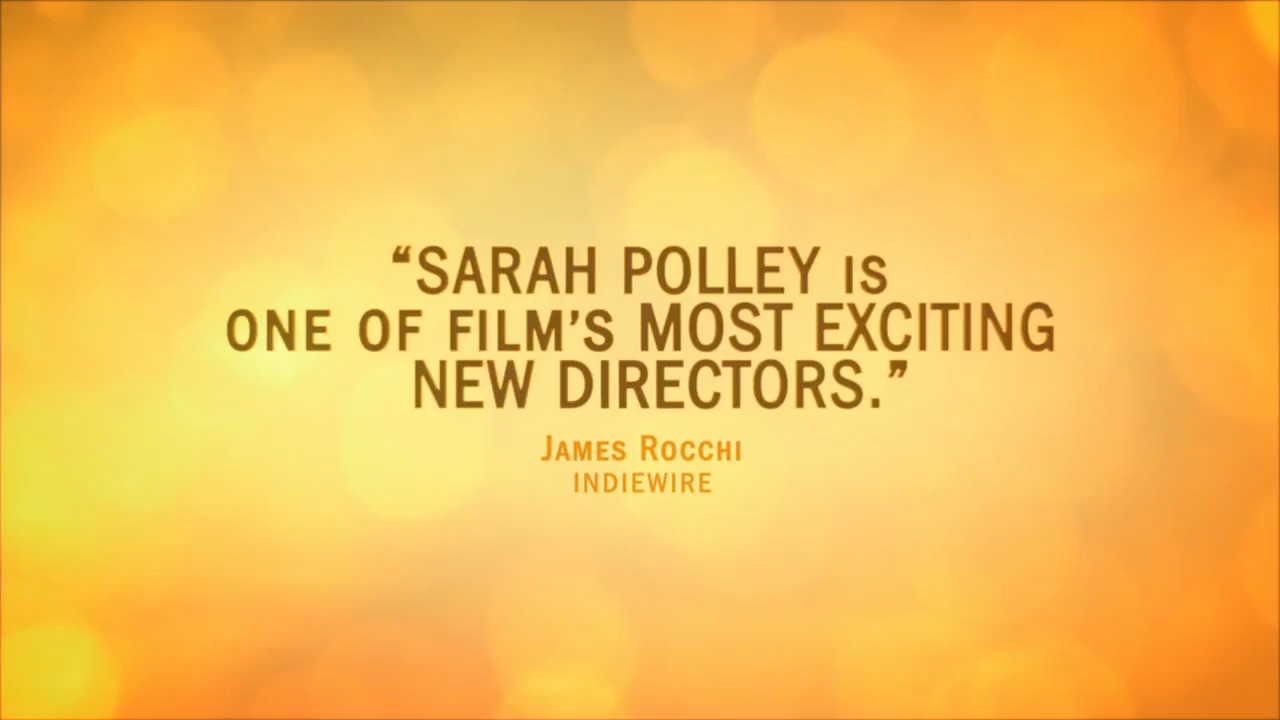 “SARAH POLLEY IS
ONE OF FILM’S MOST EXCITING
NEW DIRECTORS.”
JAMES ROCCHI
INDIEWIRE